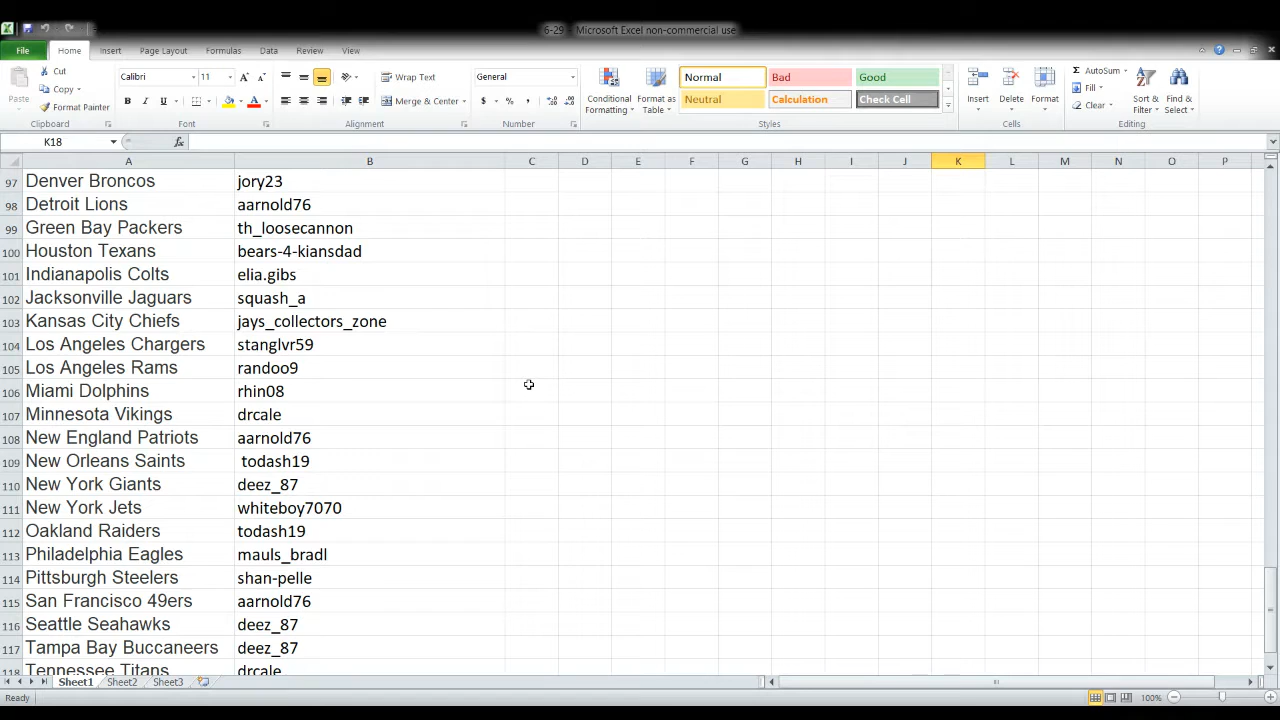 6-29 - Microsoft Excel non-commercial use
File Home Insert Page Layout Formulas Data Review View
Paste Cut Copy Format Painter
Clipboard
Calibri 11
B I U A
Font
Wrap Text
Merge & Center
Alignment
General
$ % ,
Number
Conditional Formatting Format as Table
Normal Bad Good
Neutral Calculation Check Cell
Styles
Insert Delete Format
Cells
AutoSum Fill Clear
Sort & Filter Find & Select
Editing
K18 fx
A B C D E F G H I J K L M N O P
97 Denver Broncos jory23
98 Detroit Lions aarnold76
99 Green Bay Packers th_loosecannon
100 Houston Texans bears-4-kiansdad
101 Indianapolis Colts elia.gibs
102 Jacksonville Jaguars squash_a
103 Kansas City Chiefs jays_collectors_zone
104 Los Angeles Chargers stanglvr59
105 Los Angeles Rams randoo9
106 Miami Dolphins rhin08
107 Minnesota Vikings drcale
108 New England Patriots aarnold76
109 New Orleans Saints todash19
110 New York Giants deez_87
111 New York Jets whiteboy7070
112 Oakland Raiders todash19
113 Philadelphia Eagles mauls_bradl
114 Pittsburgh Steelers shan-pelle
115 San Francisco 49ers aarnold76
116 Seattle Seahawks deez_87
117 Tampa Bay Buccaneers deez_87
118 Tennessee Titans drcale
Sheet1 Sheet2 Sheet3
Ready 100%